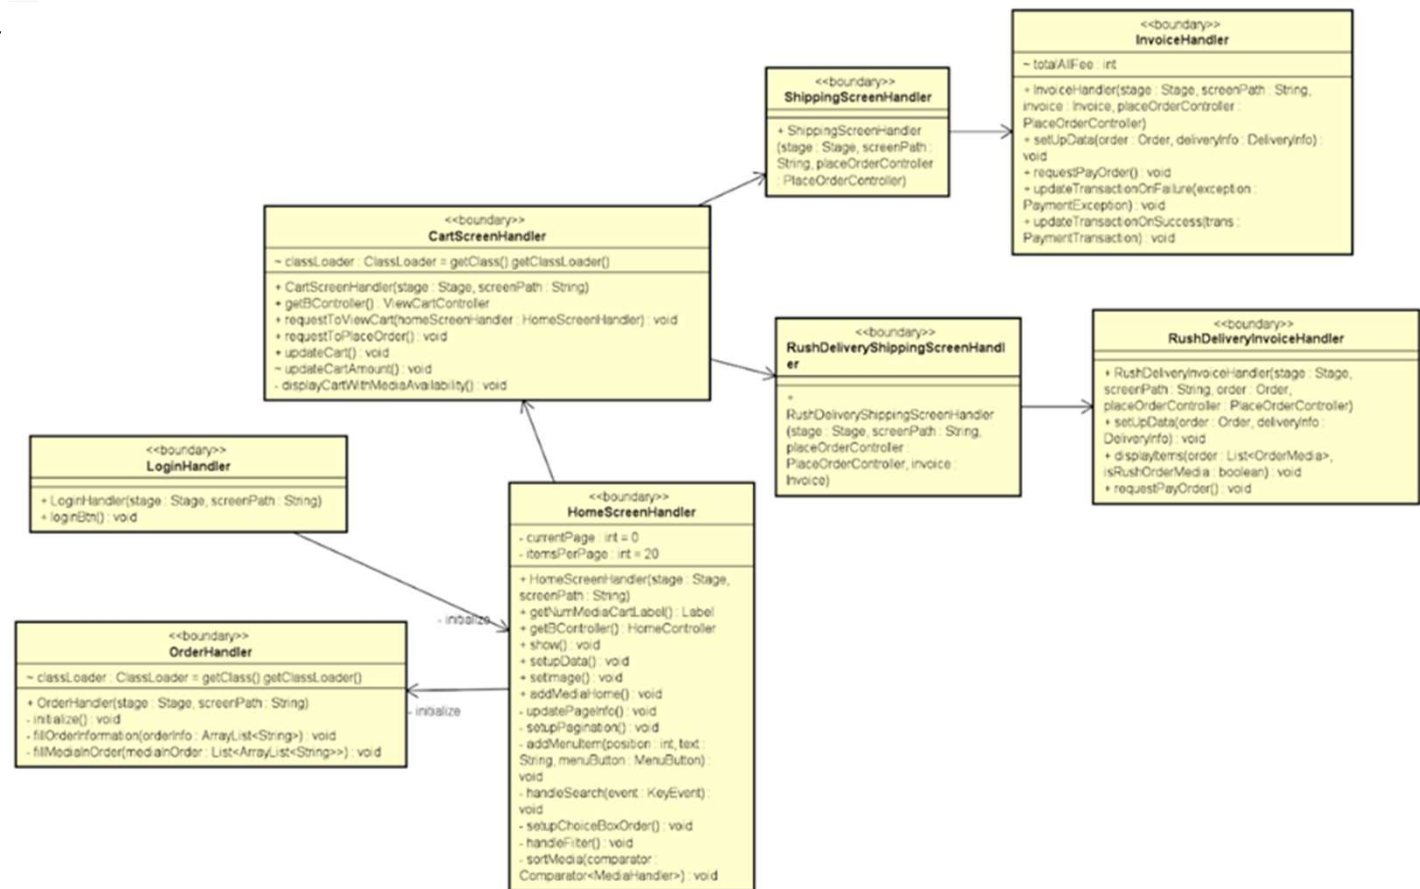 <<boundary>>
InvoiceHandler
~ totalAllFee : int
+ InvoiceHandler(stage : Stage, screenPath : String,
invoice : Invoice, placeOrderController :
PlaceOrderController)
+ setUpData(order : Order, deliveryInfo : DeliveryInfo) :
void
+ requestPayOrder() : void
+ updateTransactionOnFailure(exception :
PaymentException) : void
+ updateTransactionOnSuccess(trans :
PaymentTransaction) : void
<<boundary>>
ShippingScreenHandler
+ ShippingScreenHandler
(stage : Stage, screenPath :
String, placeOrderController
: PlaceOrderController)
<<boundary>>
CartScreenHandler
~ classLoader : ClassLoader = getClass().getClassLoader()
+ CartScreenHandler(stage : Stage, screenPath : String)
+ getBController() : ViewCartController
+ requestToViewCart(homeScreenHandler : HomeScreenHandler) : void
+ requestToPlaceOrder() : void
+ updateCart() : void
~ updateCartAmount() : void
- displayCartWithMediaAvailability() : void
<<boundary>>
RushDeliveryShippingScreenHandl
er
+
RushDeliveryShippingScreenHandler
(stage : Stage, screenPath : String,
placeOrderController :
PlaceOrderController, invoice :
Invoice)
<<boundary>>
RushDeliveryInvoiceHandler
+ RushDeliveryInvoiceHandler(stage : Stage,
screenPath : String, order : Order,
placeOrderController : PlaceOrderController)
+ setUpData(order : Order, deliveryInfo :
DeliveryInfo) : void
+ displayItems(order : List<OrderMedia>,
isRushOrderMedia : boolean) : void
+ requestPayOrder() : void
<<boundary>>
LoginHandler
+ LoginHandler(stage : Stage, screenPath : String)
+ loginBtn() : void
<<boundary>>
HomeScreenHandler
- currentPage : int = 0
- itemsPerPage : int = 20
+ HomeScreenHandler(stage : Stage,
screenPath : String)
+ getNumMediaCartLabel() : Label
+ getBController() : HomeController
+ show() : void
+ setupData() : void
+ setImage() : void
+ addMediaHome() : void
- updatePageInfo() : void
- setupPagination() : void
- addMenuItem(position : int, text :
String, menuButton : MenuButton) :
void
- handleSearch(event : KeyEvent) :
void
- setupChoiceBoxOrder() : void
- handleFilter() : void
- sortMedia(comparator :
Comparator<MediaHandler>) : void
- initialize
- initialize
<<boundary>>
OrderHandler
~ classLoader : ClassLoader = getClass().getClassLoader()
+ OrderHandler(stage : Stage, screenPath : String)
- initialize() : void
- fillOrderInformation(orderInfo : ArrayList<String>) : void
- fillMediaInOrder(mediaInOrder : List<ArrayList<String>>) : void